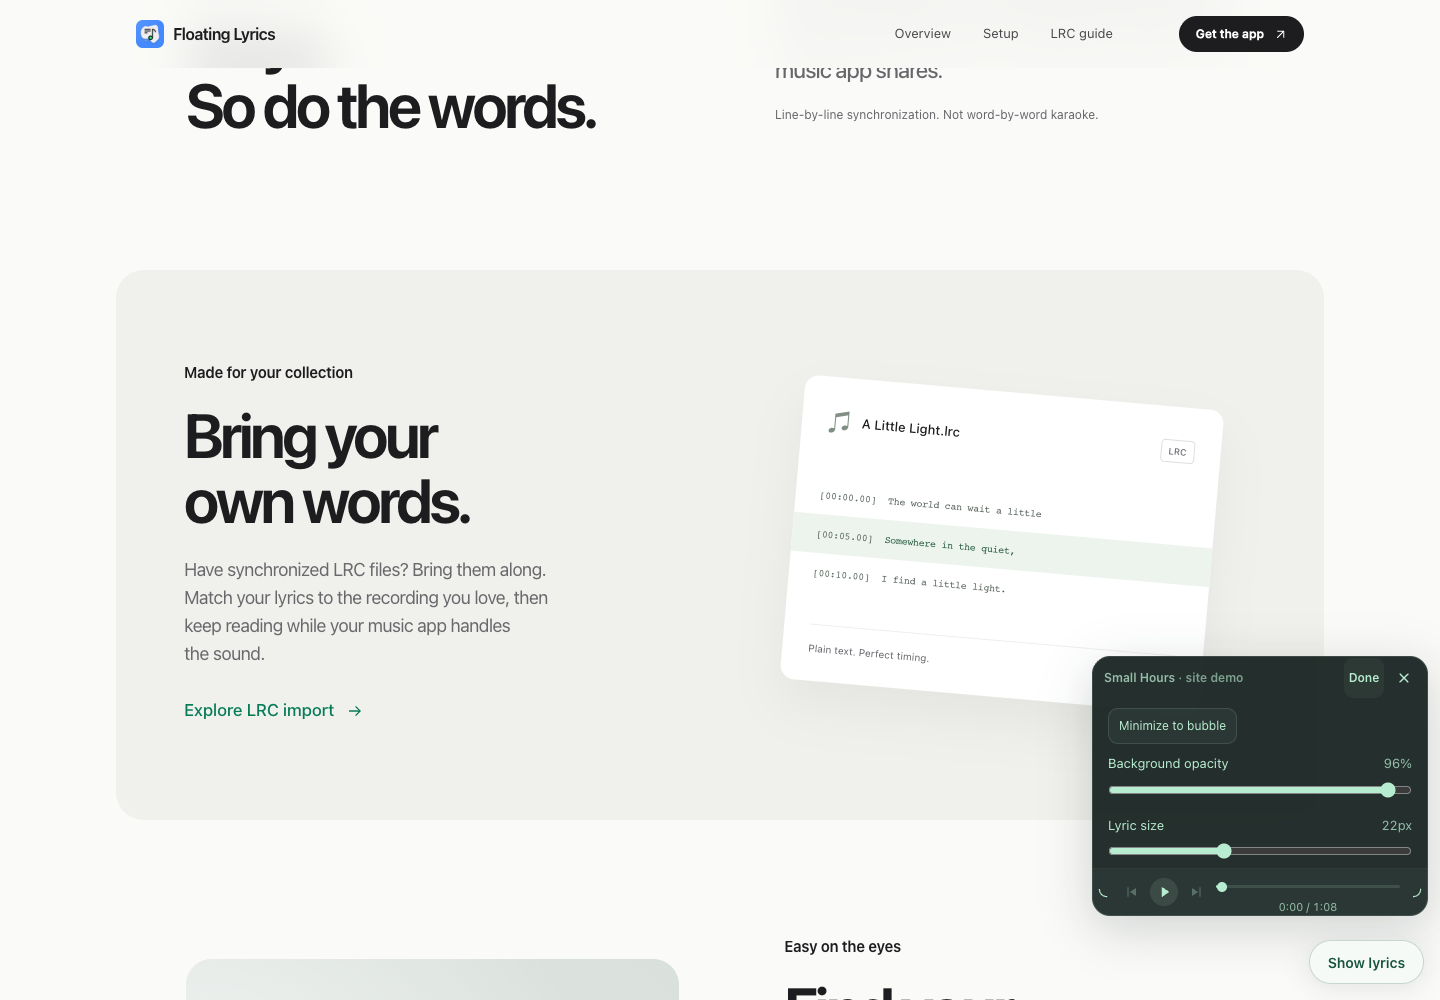 Floating Lyrics
Overview
Setup
LRC guide
Get the app
So do the words.
music app shares.
Line-by-line synchronization. Not word-by-word karaoke.
Made for your collection
Bring your
own words.
Have synchronized LRC files? Bring them along.
Match your lyrics to the recording you love, then
keep reading while your music app handles
the sound.
Explore LRC import →
A Little Light.lrc
LRC
[00:00.00] The world can wait a little
[00:05.00] Somewhere in the quiet,
[00:10.00] I find a little light.
Plain text. Perfect timing.
Small Hours · site demo
Done
Minimize to bubble
Background opacity
96%
Lyric size
22px
0:00 / 1:08
Show lyrics
Easy on the eyes
Find your